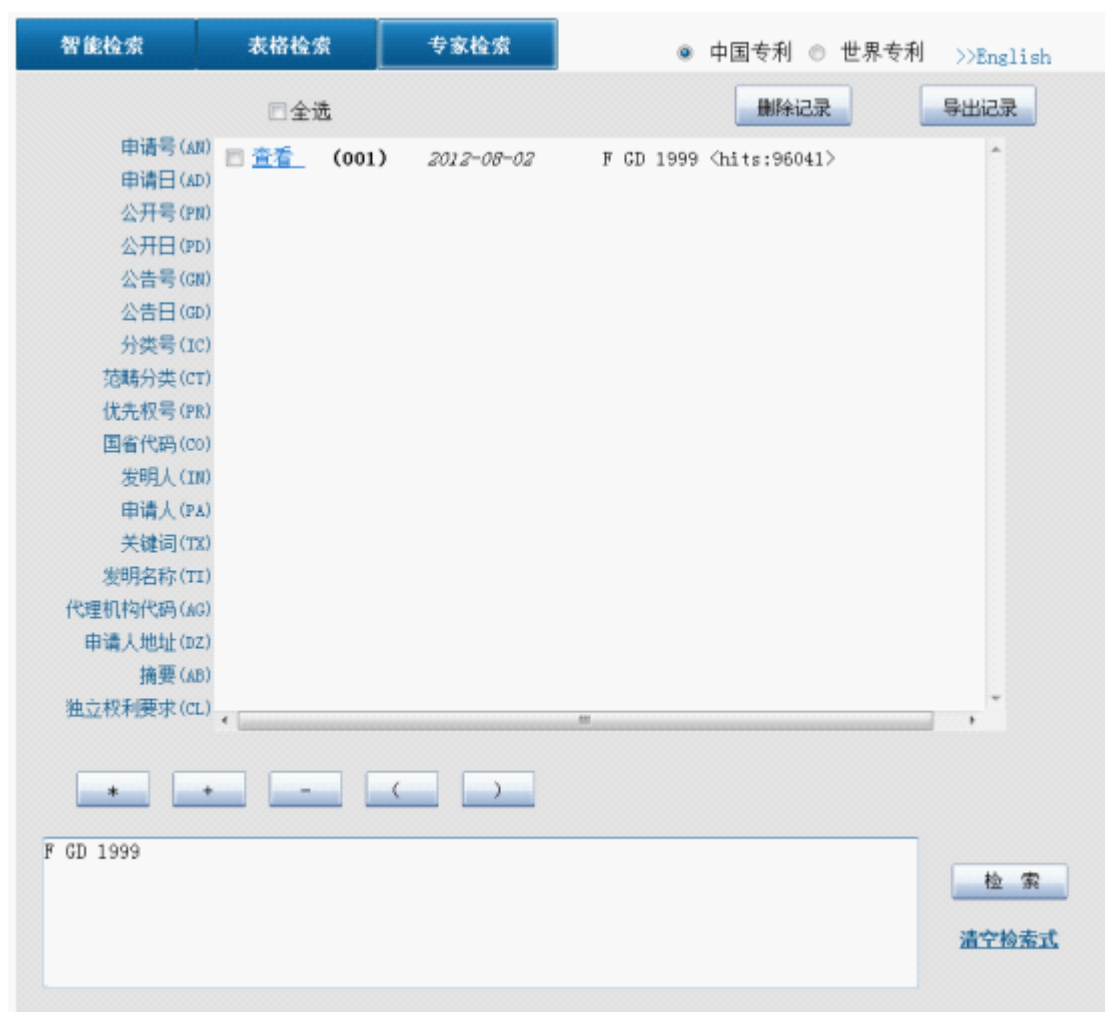 智能检索 表格检索 专家检索 中国专利 世界专利 >>English
全选 删除记录 导出记录
申请号(AN)
查看 (001) 2012-08-02 F GD 1999 <hits:96041>
申请日(AD)
公开号(PN)
公开日(PD)
公告号(GN)
公告日(GD)
分类号(IC)
范畴分类(CT)
优先权号(PR)
国省代码(CO)
发明人(IN)
申请人(PA)
关键词(TX)
发明名称(TI)
代理机构代码(AG)
申请人地址(DZ)
摘要(AB)
独立权利要求(CL)
* + - ( )
F GD 1999
检 索
清空检索式